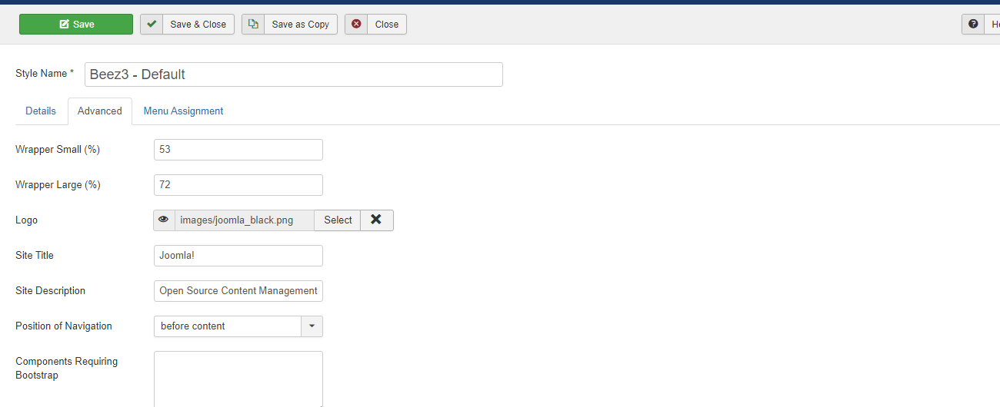 Save
Save & Close
Save as Copy
Close
Style Name *
Beez3 - Default
Details
Advanced
Menu Assignment
Wrapper Small (%)
53
Wrapper Large (%)
72
Logo
images/joomla_black.png
Select
Site Title
Joomla!
Site Description
Open Source Content Management
Position of Navigation
before content
Components Requiring
Bootstrap